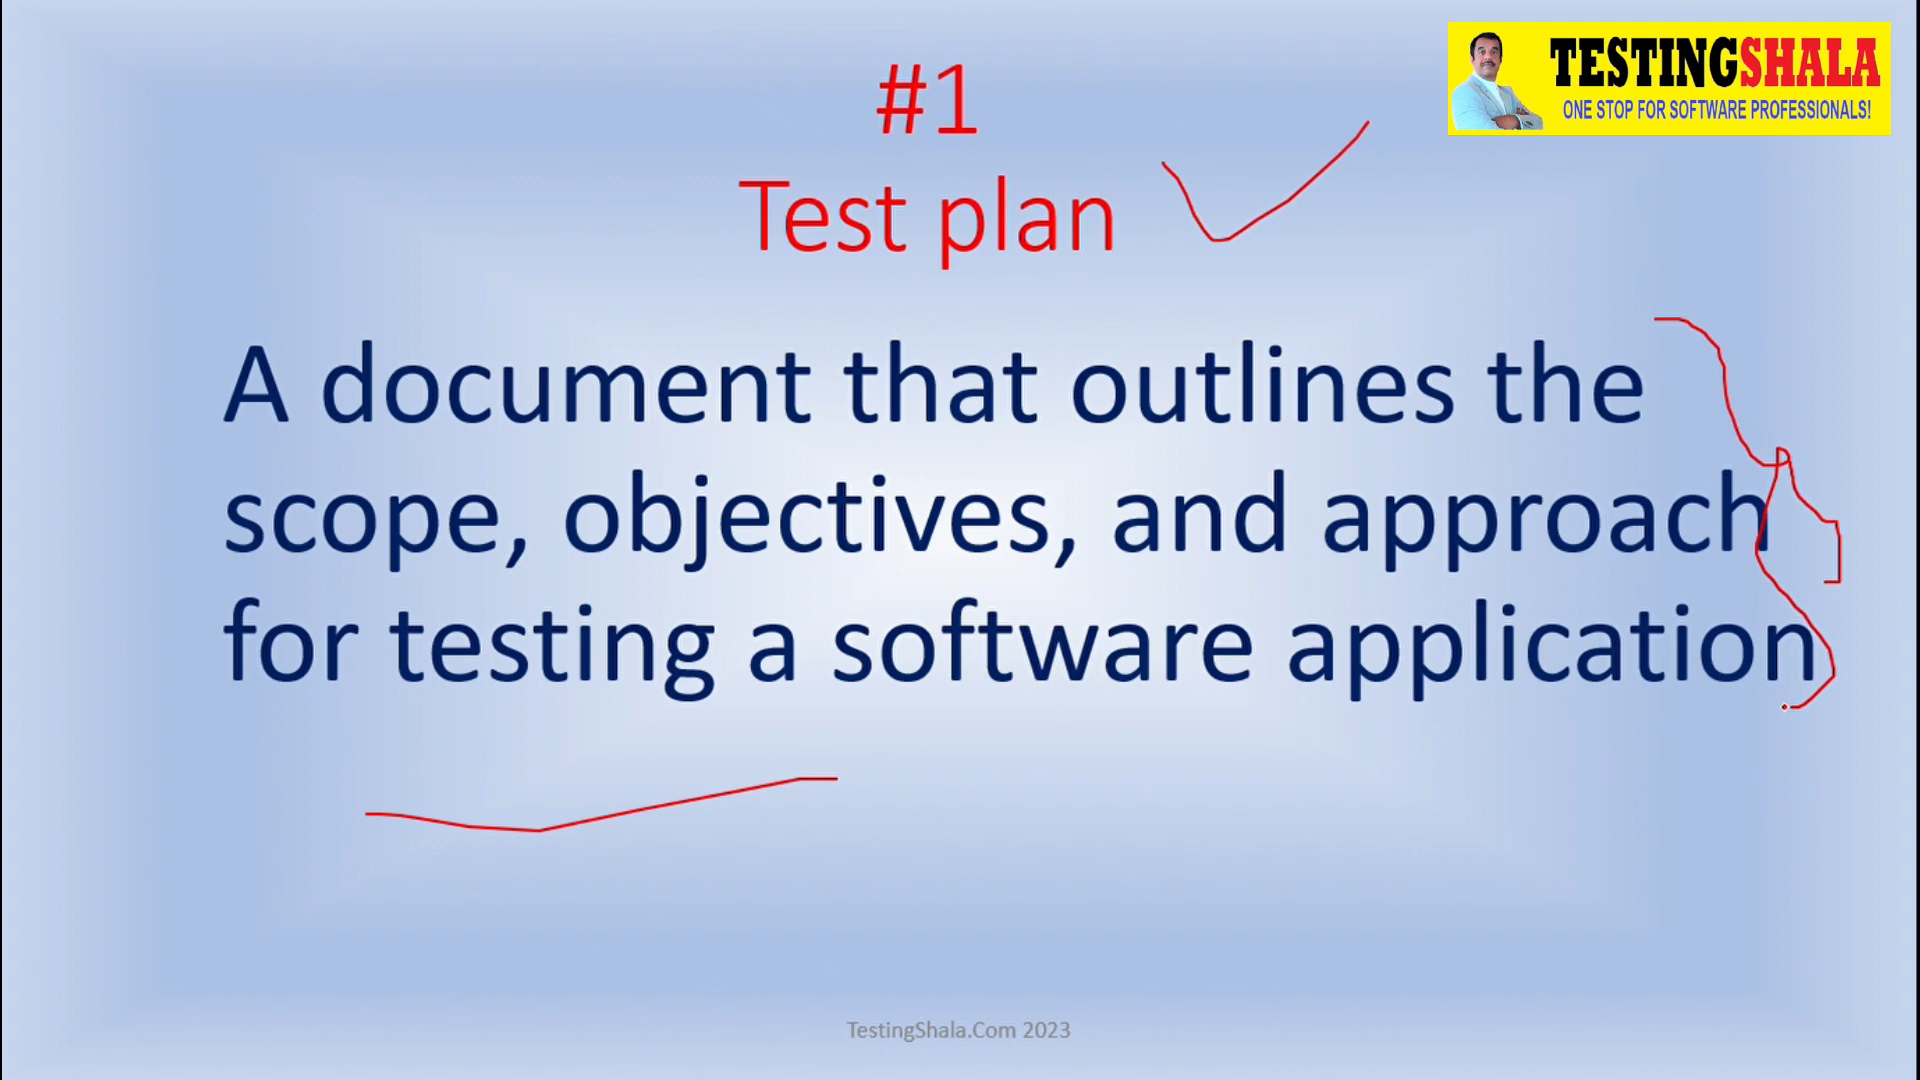 TESTINGSHALA
ONE STOP FOR SOFTWARE PROFESSIONALS!
#1
Test plan
A document that outlines the
scope, objectives, and approach
for testing a software application
TestingShala.Com 2023